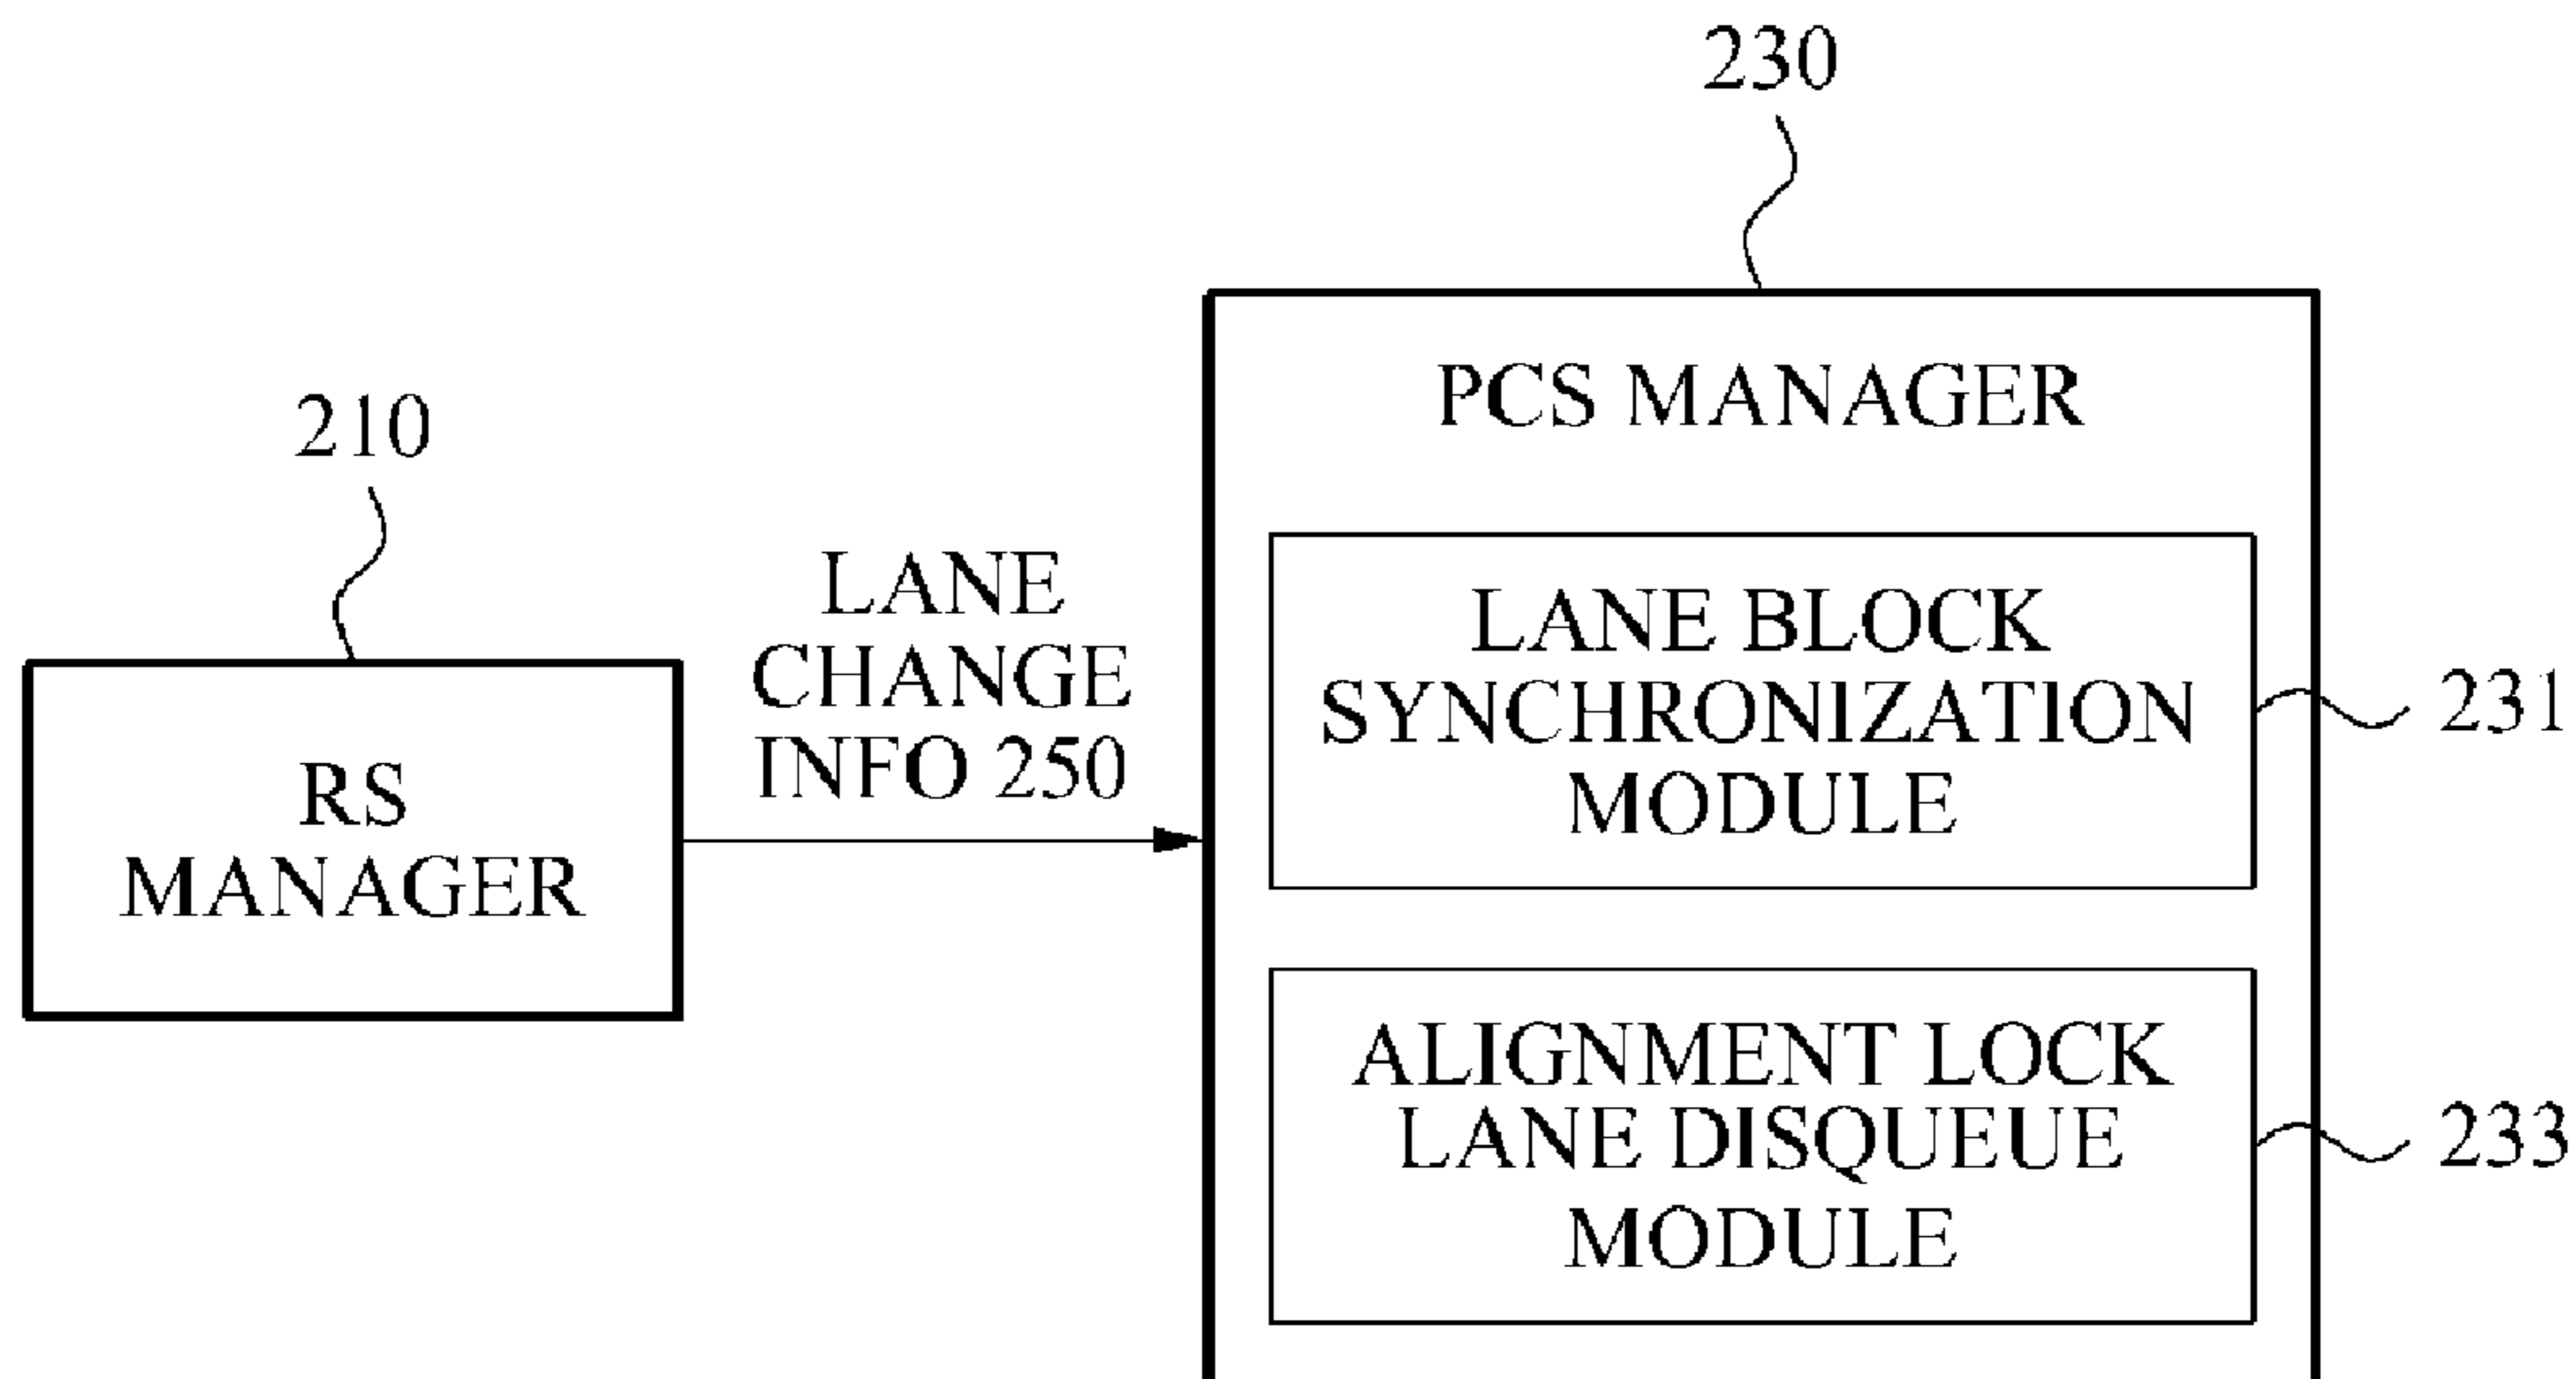 230
PCS MANAGER
210
LANE
CHANGE
INFO 250
RS
MANAGER
LANE BLOCK
SYNCHRONIZATION
MODULE
231
ALIGNMENT LOCK
LANE DISQUEUE
MODULE
233